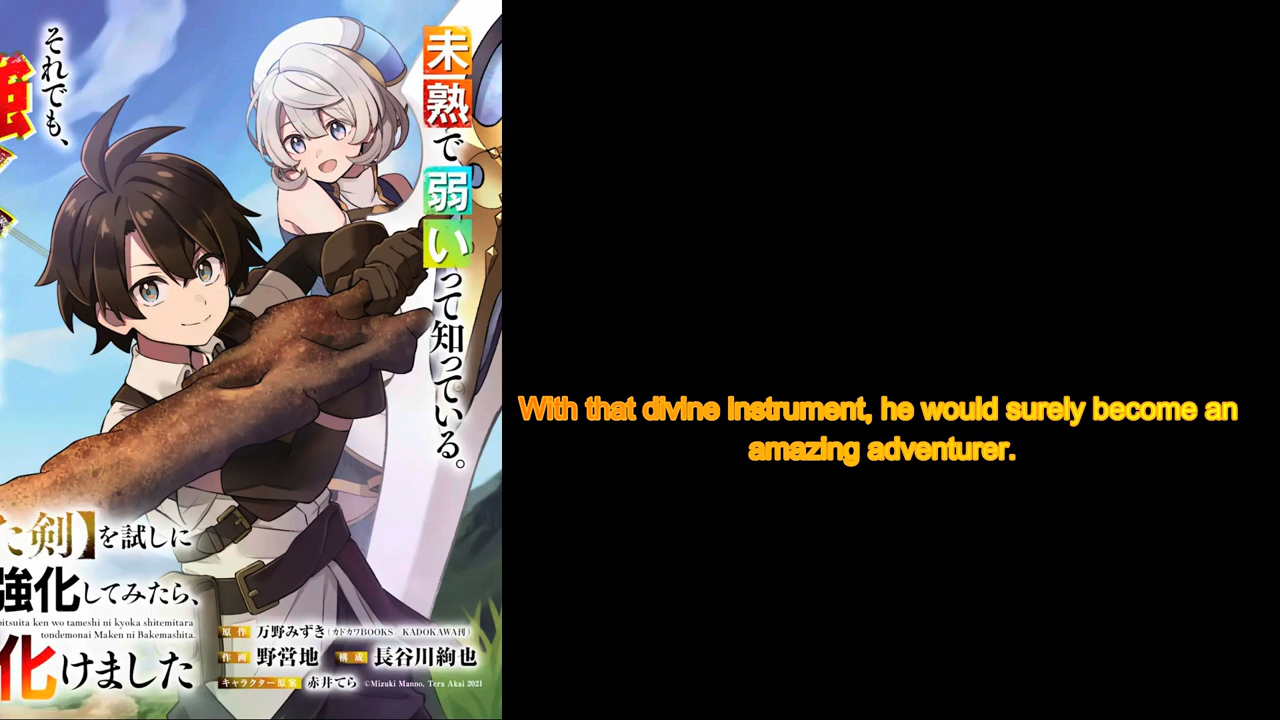 未熟で弱いって知っている。
それでも、
強
た剣】を試しに
強化してみたら、
pitsuita ken wo tameshi ni kyoka shitemitara
tondemonai Maken ni Bakemashita.
化けました
原作 万野みずき(カドカワBOOKS KADOKAWA刊)
作画 野営地 構成 長谷川絢也
キャラクター原案 赤井てら ©Mizuki Manno, Tera Akai 2021
With that divine instrument, he would surely become an
amazing adventurer.